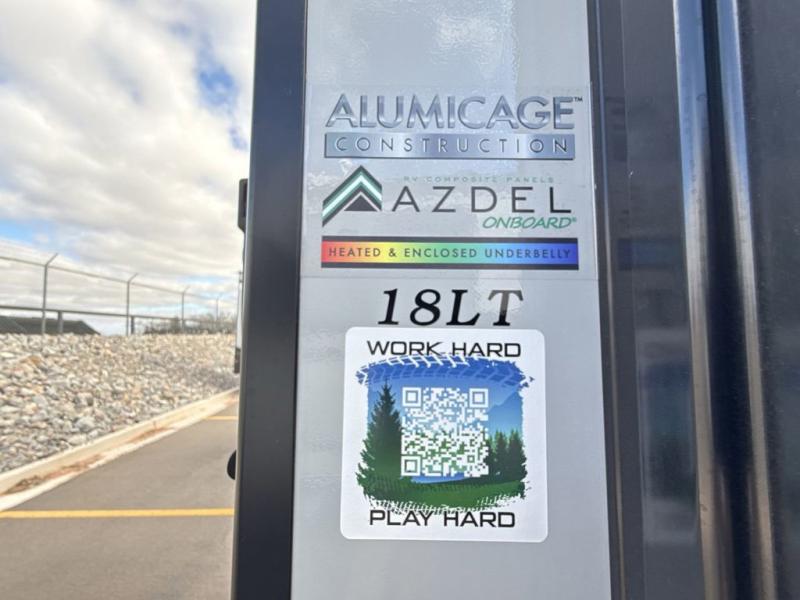 ALUMICAGE™
CONSTRUCTION
RV COMPOSITE PANELS
AZDEL
ONBOARD®
HEATED & ENCLOSED UNDERBELLY
18LT
WORK HARD
PLAY HARD